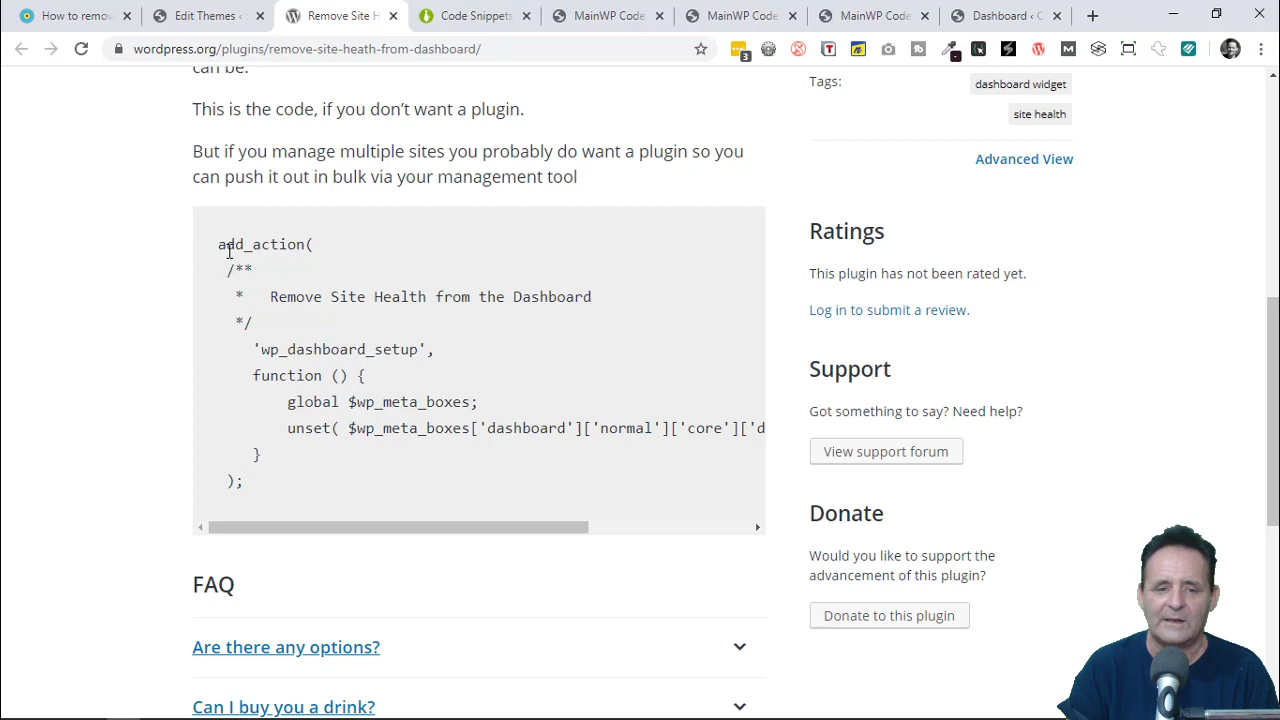 How to remov
Edit Themes ‹
Remove Site H
Code Snippets
MainWP Code
MainWP Code
MainWP Code
Dashboard ‹ C
wordpress.org/plugins/remove-site-heath-from-dashboard/
3
can be.
This is the code, if you don’t want a plugin.
But if you manage multiple sites you probably do want a plugin so you
can push it out in bulk via your management tool
add_action(
/**
*   Remove Site Health from the Dashboard
*/
'wp_dashboard_setup',
function () {
global $wp_meta_boxes;
unset( $wp_meta_boxes['dashboard']['normal']['core']['d
}
);
FAQ
Are there any options?
Can I buy you a drink?
Tags:
dashboard widget
site health
Advanced View
Ratings
This plugin has not been rated yet.
Log in to submit a review.
Support
Got something to say? Need help?
View support forum
Donate
Would you like to support the
advancement of this plugin?
Donate to this plugin